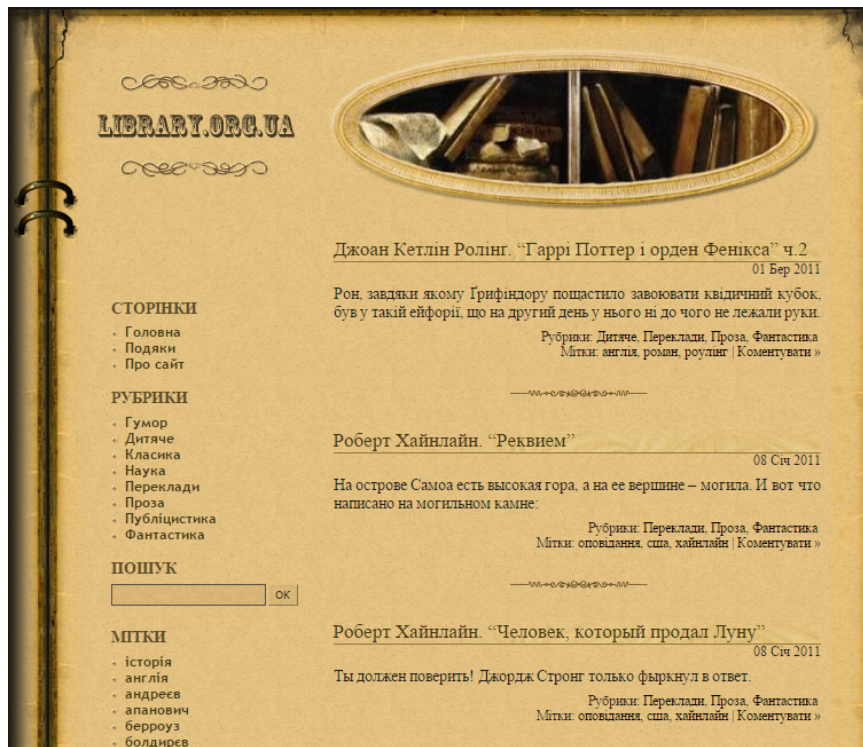 LIBRARY.ORG.UA
СТОРІНКИ
Головна
Подяки
Про сайт
РУБРИКИ
Гумор
Дитяче
Класика
Наука
Переклади
Проза
Публіцистика
Фантастика
ПОШУК
OK
МІТКИ
історія
англія
андреєв
апанович
берроуз
болдирєв
Джоан Кетлін Ролінг. “Гаррі Поттер і орден Фенікса” ч.2
01 Бер 2011
Рон, завдяки якому Ґрифіндору пощастило завоювати квідичний кубок,
був у такій ейфорії, що на другий день у нього ні до чого не лежали руки.
Рубрики: Дитяче, Переклади, Проза, Фантастика
Мітки: англія, роман, роулінг | Коментувати »
Роберт Хайнлайн. “Реквием”
08 Січ 2011
На острове Самоа есть высокая гора, а на ее вершине – могила. И вот что
написано на могильном камне:
Рубрики: Переклади, Проза, Фантастика
Мітки: оповідання, сша, хайнлайн | Коментувати »
Роберт Хайнлайн. “Человек, который продал Луну”
08 Січ 2011
Ты должен поверить! Джордж Стронг только фыркнул в ответ.
Рубрики: Переклади, Проза, Фантастика
Мітки: оповідання, сша, хайнлайн | Коментувати »